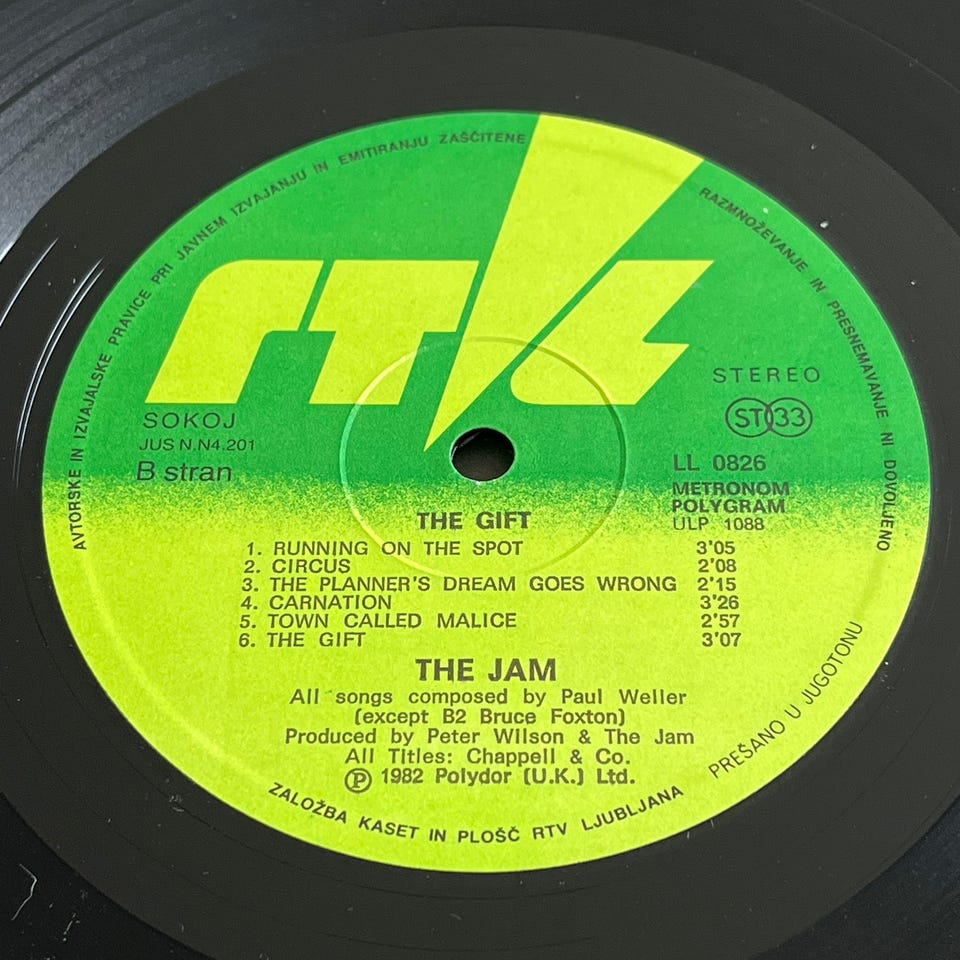 AVTORSKE IN IZVAJALSKE PRAVICE PRI JAVNEM IZVAJANJU IN EMITIRANJU ZAŠČITENE
RAZMNOŽEVANJE IN PRESNEMAVANJE NI DOVOLJENO
rtvl
SOKOJ
JUS N.N4.201
B stran
STEREO
ST 33
LL 0826
METRONOM
POLYGRAM
ULP 1088
THE GIFT
1. RUNNING ON THE SPOT 3'05
2. CIRCUS 2'08
3. THE PLANNER'S DREAM GOES WRONG 2'15
4. CARNATION 3'26
5. TOWN CALLED MALICE 2'57
6. THE GIFT 3'07
THE JAM
All songs composed by Paul Weller
(except B2 Bruce Foxton)
Produced by Peter Wilson & The Jam
All Titles: Chappell & Co.
Ⓟ 1982 Polydor (U.K.) Ltd.
ZALOŽBA KASET IN PLOŠČ RTV LJUBLJANA
PREŠANO U JUGOTONU